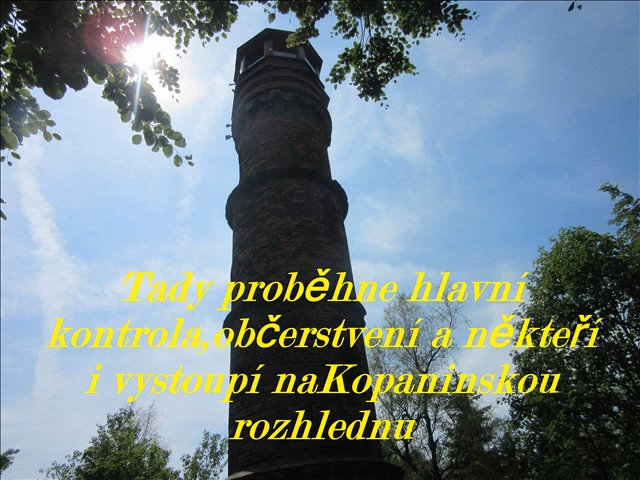 Tady proběhne hlavní
kontrola,občerstvení a někteří
i vystoupí naKopaninskou
rozhlednu